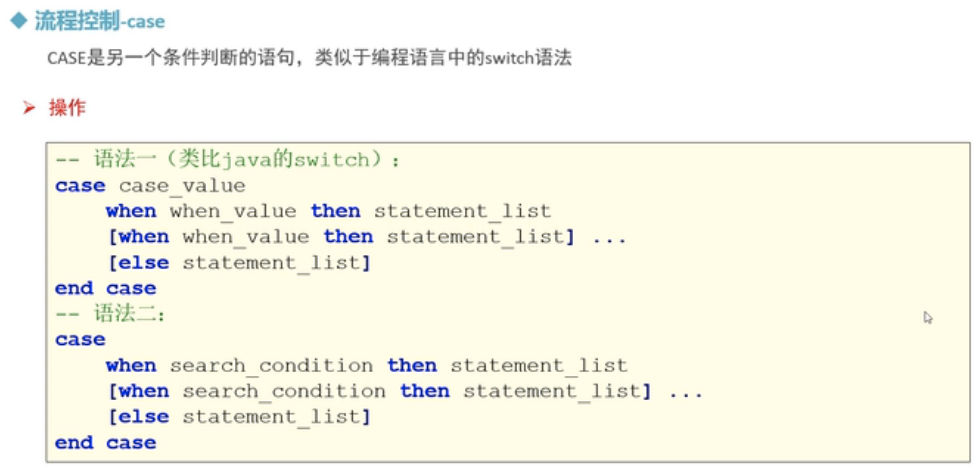 ◆ 流程控制-case
CASE是另一个条件判断的语句，类似于编程语言中的switch语法
➢ 操作
-- 语法一（类比java的switch）：
case case_value
    when when_value then statement_list
    [when when_value then statement_list] ...
    [else statement_list]
end case
-- 语法二：
case
    when search_condition then statement_list
    [when search_condition then statement_list] ...
    [else statement_list]
end case